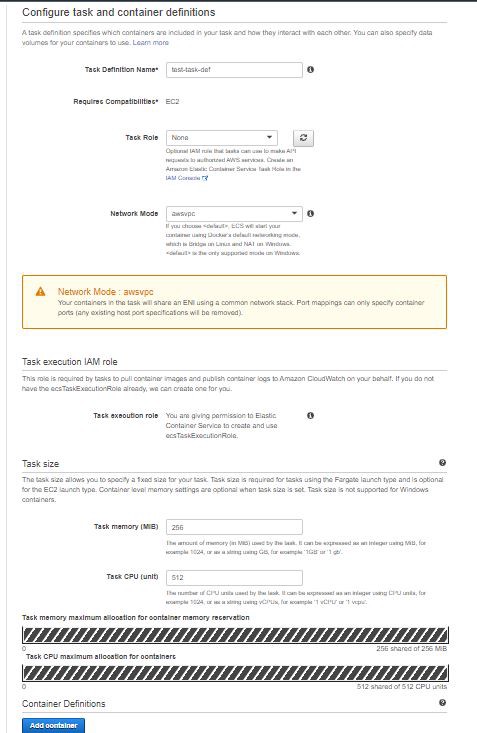 Configure task and container definitions
A task definition specifies which containers are included in your task and how they interact with each other. You can also specify data
volumes for your containers to use. Learn more
Task Definition Name* test-task-def
Requires Compatibilities* EC2
Task Role None
Optional IAM role that tasks can use to make API
requests to authorized AWS services. Create an
Amazon Elastic Container Service Task Role in the
IAM Console
Network Mode awsvpc
If you choose <default>, ECS will start your
container using Docker's default networking mode,
which is Bridge on Linux and NAT on Windows.
<default> is the only supported mode on Windows.
Network Mode : awsvpc
Your containers in the task will share an ENI using a common network stack. Port mappings can only specify container
ports (any existing host port specifications will be removed).
Task execution IAM role
This role is required by tasks to pull container images and publish container logs to Amazon CloudWatch on your behalf. If you do not
have the ecsTaskExecutionRole already, we can create one for you.
Task execution role You are giving permission to Elastic
Container Service to create and use
ecsTaskExecutionRole.
Task size
The task size allows you to specify a fixed size for your task. Task size is required for tasks using the Fargate launch type and is optional
for the EC2 launch type. Container level memory settings are optional when task size is set. Task size is not supported for Windows
containers.
Task memory (MiB) 256
The amount of memory (in MiB) used by the task. It can be expressed as an integer using MiB, for
example 1024, or as a string using GB, for example '1GB' or '1 gb'.
Task CPU (unit) 512
The number of CPU units used by the task. It can be expressed as an integer using CPU units, for
example 1024, or as a string using vCPUs, for example '1 vCPU' or '1 vcpu'.
Task memory maximum allocation for container memory reservation
0 256 shared of 256 MiB
Task CPU maximum allocation for containers
0 512 shared of 512 CPU units
Container Definitions
Add container